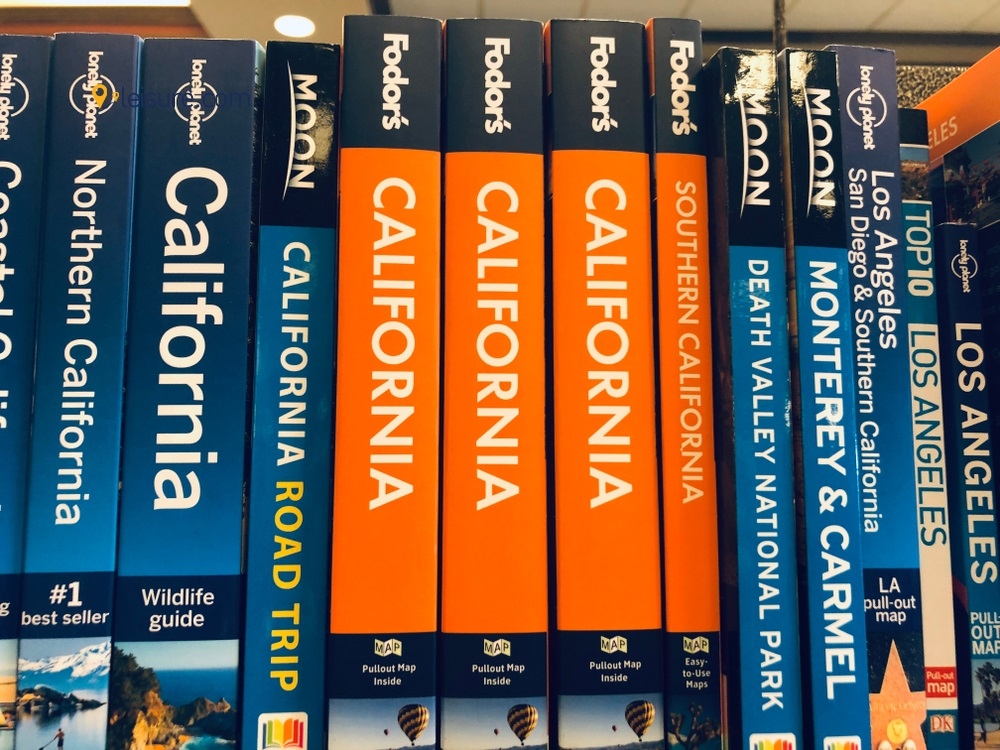 lonely planet
Coastal Calif
lonely planet
Northern California
#1
best seller
leisure.com
lonely planet
California
Wildlife
guide
MOON
CALIFORNIA ROAD TRIP
Fodor's
CALIFORNIA
MAP
Pullout Map
Inside
Fodor's
CALIFORNIA
MAP
Pullout Map
Inside
Fodor's
CALIFORNIA
MAP
Pullout Map
Inside
Fodor's
SOUTHERN CALIFORNIA
MAP
Easy-
to-Use
Maps
MOON
DEATH VALLEY NATIONAL PARK
MOON
MONTEREY & CARMEL
lonely planet
Los Angeles
San Diego & Southern California
LA
pull-out
map
TOP 10 LOS ANGELES
Pull-out
map
DK
ELES
lonely planet
LOS ANGELES
PULL-
OUT
MAP